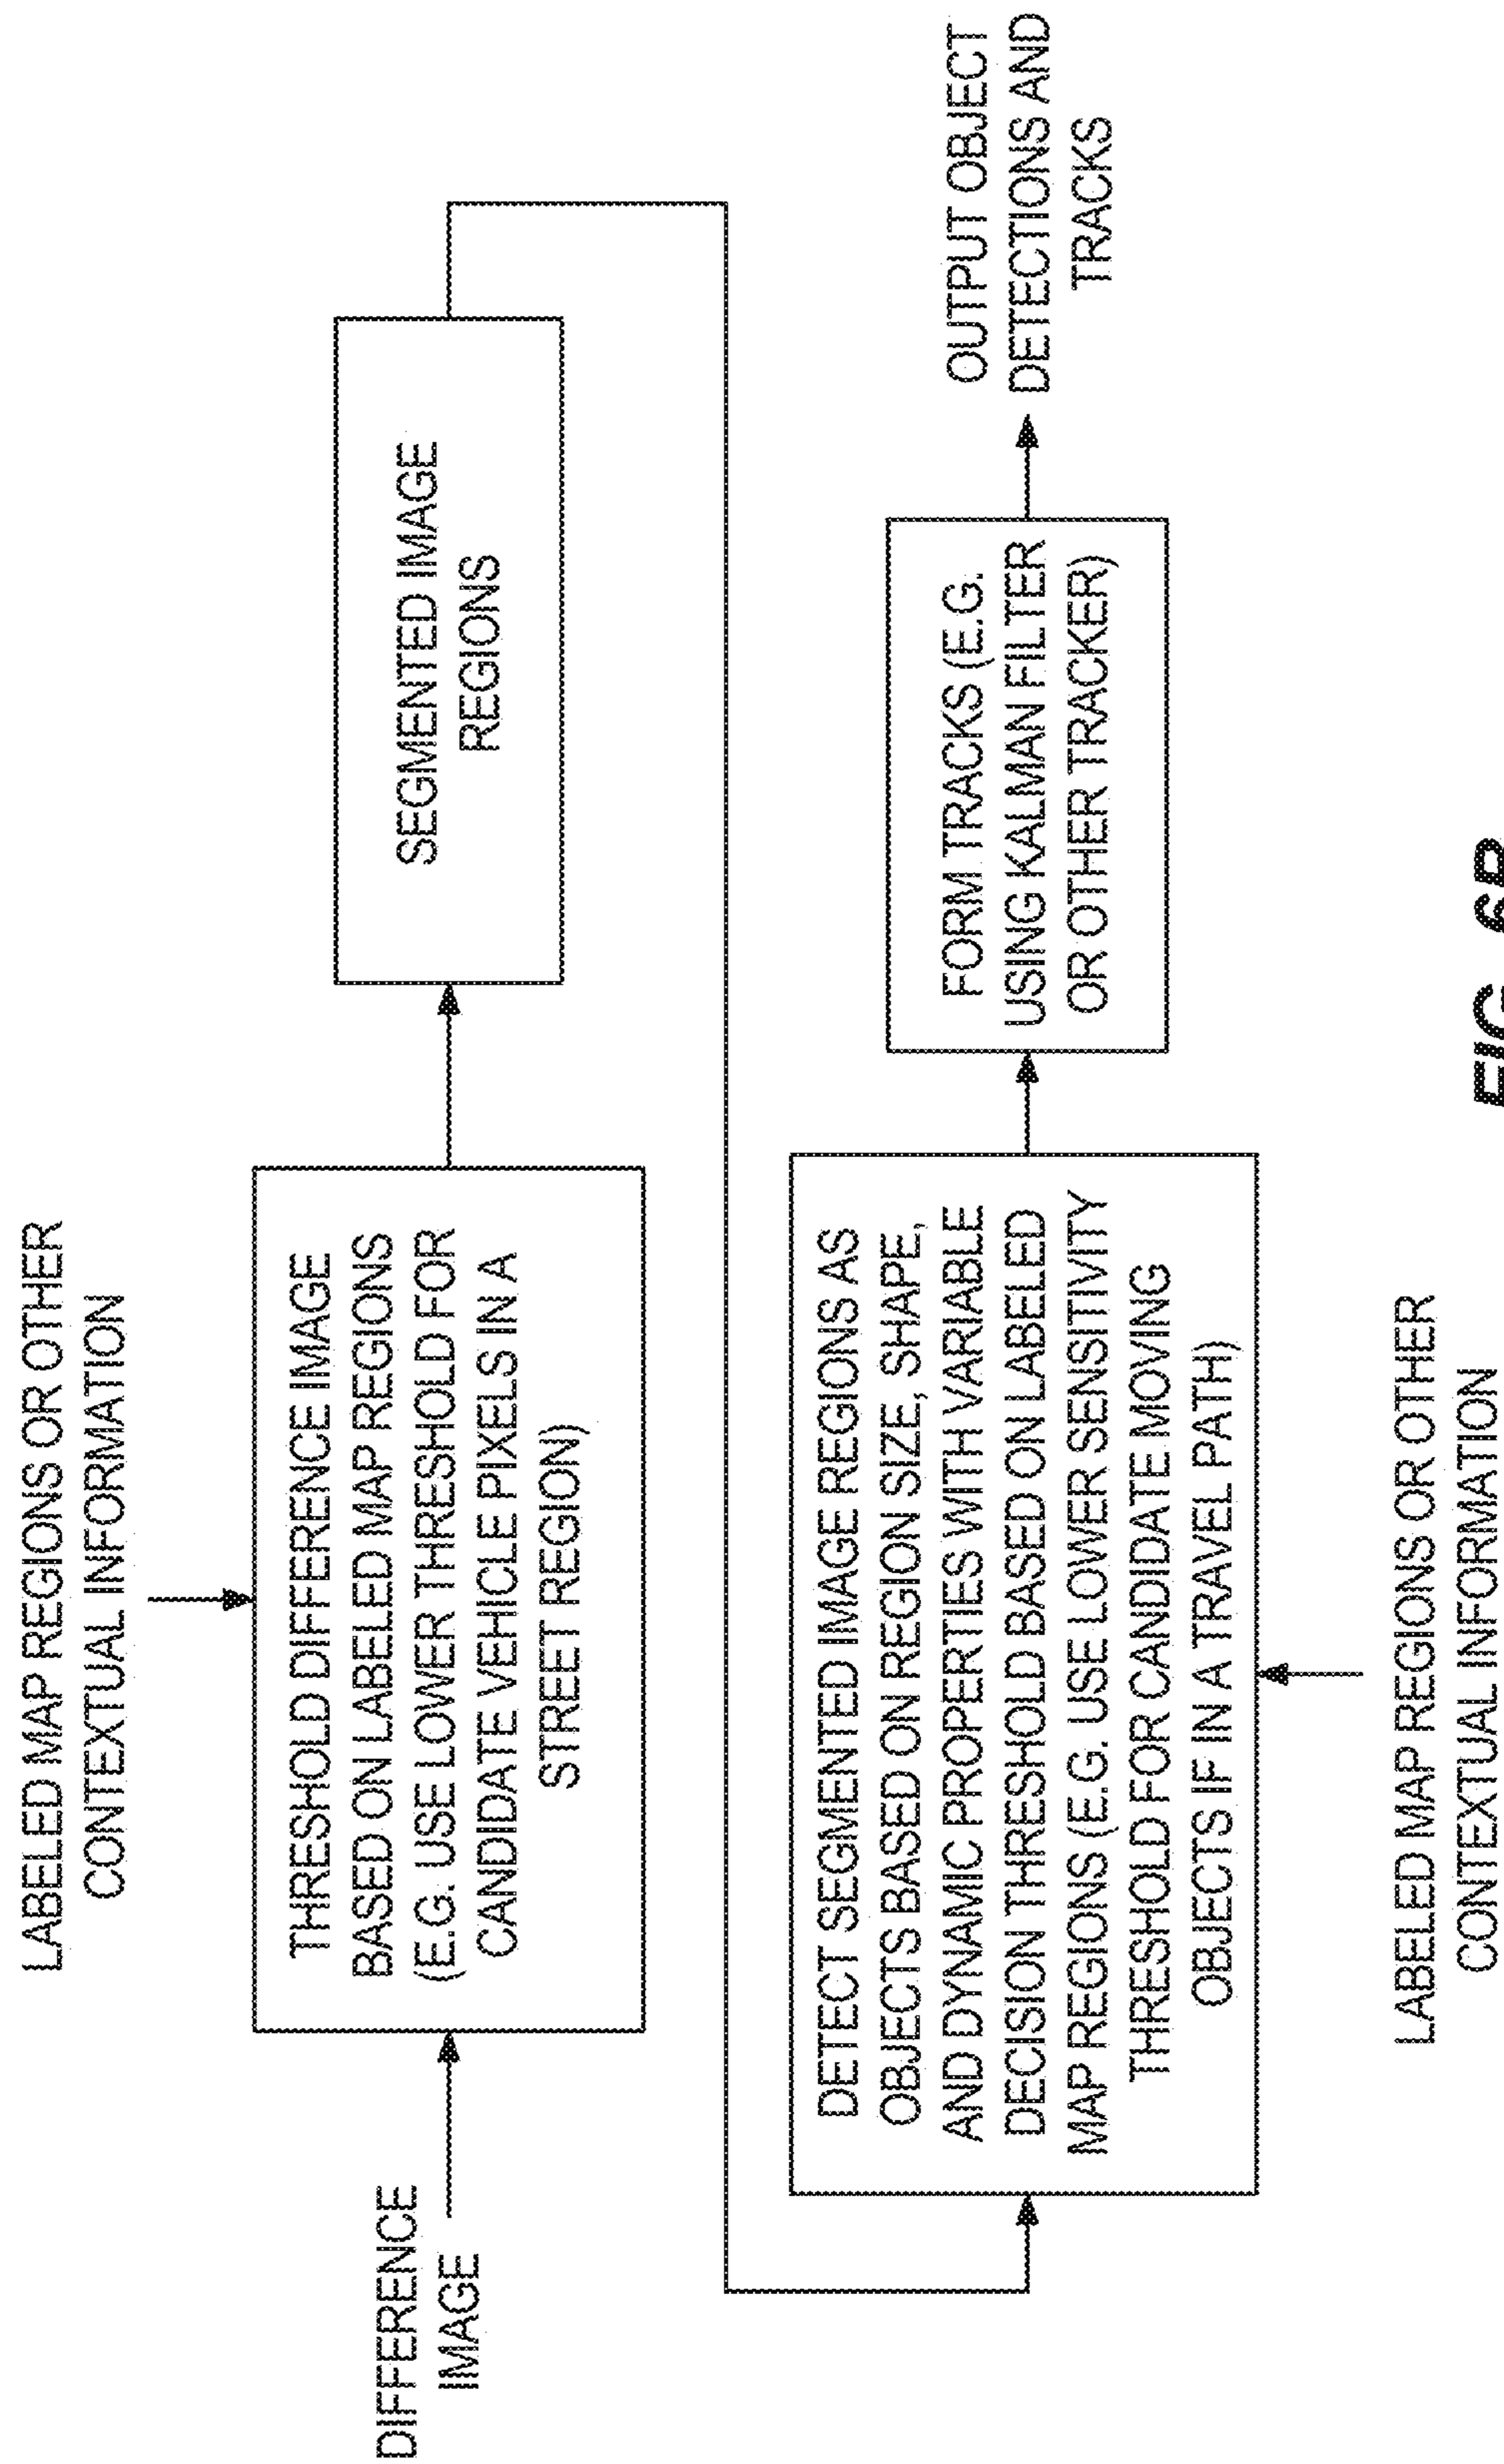 LABELED MAP REGIONS OR OTHER
CONTEXTUAL INFORMATION
DIFFERENCE
IMAGE
THRESHOLD DIFFERENCE IMAGE
BASED ON LABELED MAP REGIONS
(E.G. USE LOWER THRESHOLD FOR
CANDIDATE VEHICLE PIXELS IN A
STREET REGION)
SEGMENTED IMAGE
REGIONS
DETECT SEGMENTED IMAGE REGIONS AS
OBJECTS BASED ON REGION SIZE, SHAPE,
AND DYNAMIC PROPERTIES WITH VARIABLE
DECISION THRESHOLD BASED ON LABELED
MAP REGIONS (E.G. USE LOWER SENSITIVITY
THRESHOLD FOR CANDIDATE MOVING
OBJECTS IF IN A TRAVEL PATH)
FORM TRACKS (E.G.
USING KALMAN FILTER
OR OTHER TRACKER)
OUTPUT OBJECT
DETECTIONS AND
TRACKS
LABELED MAP REGIONS OR OTHER
CONTEXTUAL INFORMATION
FIG. 6B